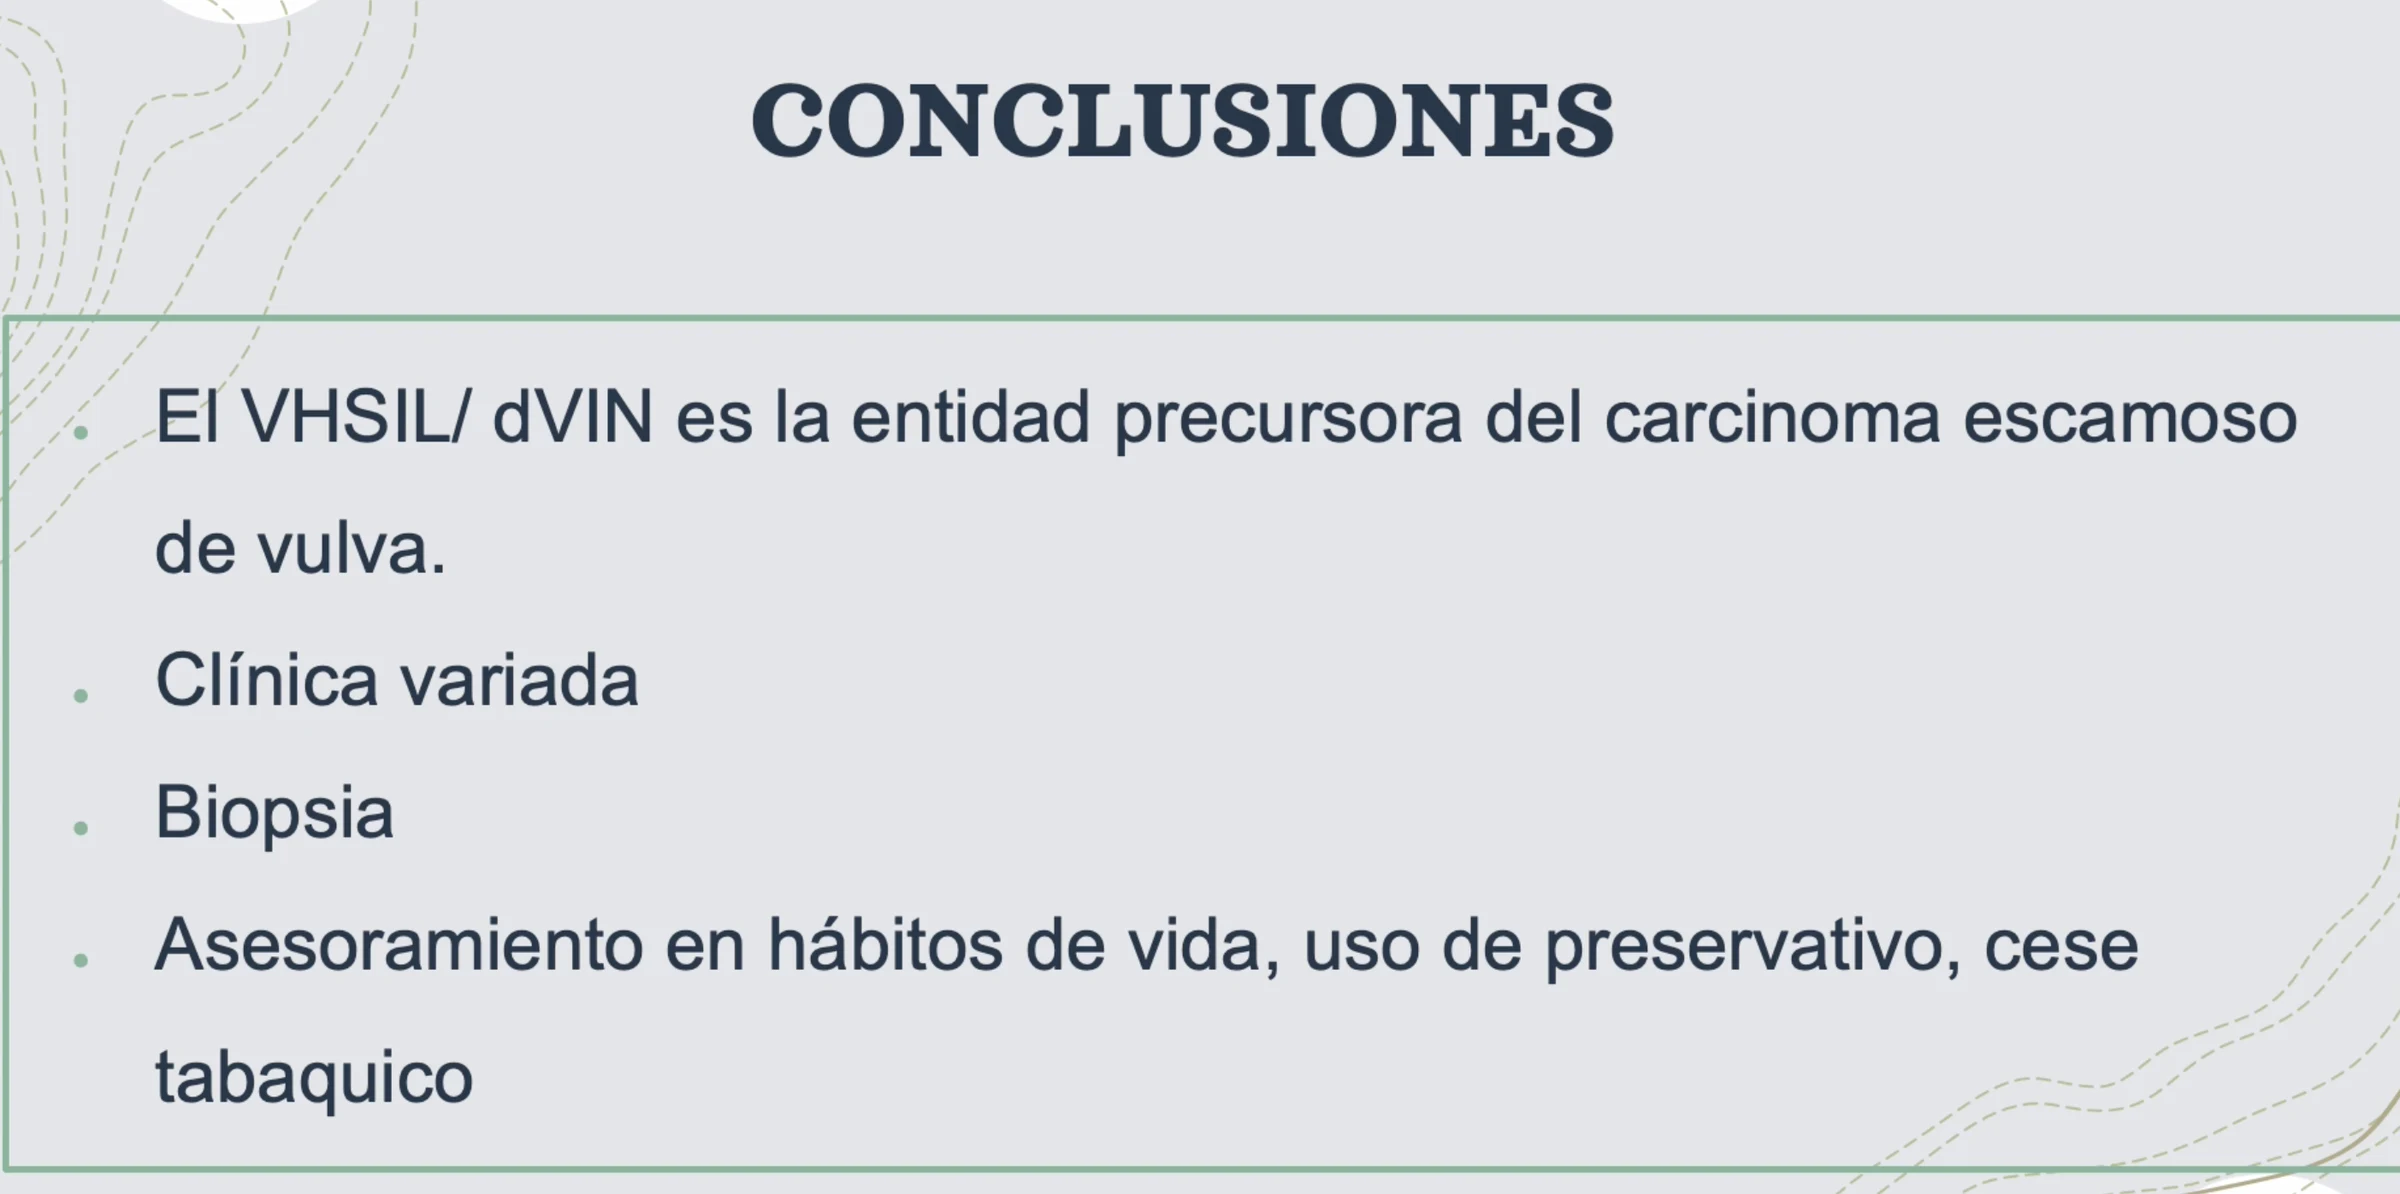 CONCLUSIONES
• El VHSIL/ dVIN es la entidad precursora del carcinoma escamoso
de vulva.
• Clínica variada
• Biopsia
• Asesoramiento en hábitos de vida, uso de preservativo, cese
tabaquico